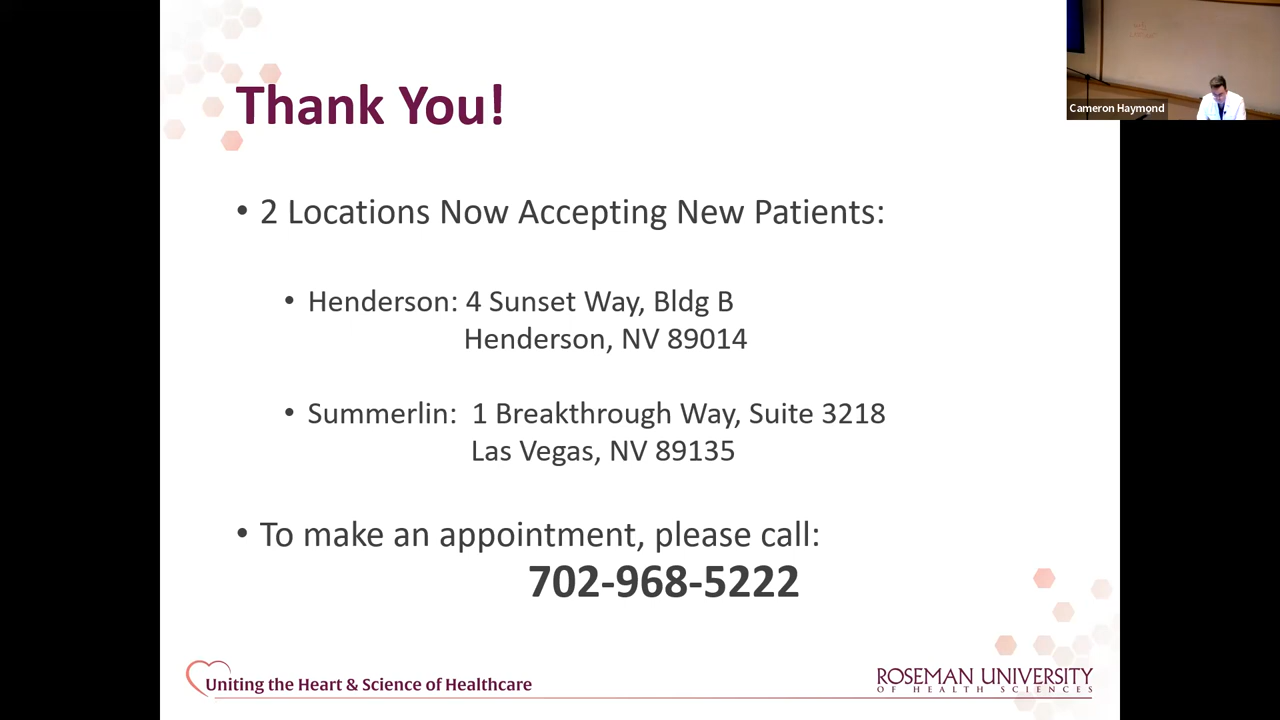 Thank You!
Cameron Haymond
• 2 Locations Now Accepting New Patients:
• Henderson: 4 Sunset Way, Bldg B
Henderson, NV 89014
• Summerlin: 1 Breakthrough Way, Suite 3218
Las Vegas, NV 89135
• To make an appointment, please call:
702-968-5222
Uniting the Heart & Science of Healthcare
ROSEMAN UNIVERSITY
OF HEALTH SCIENCES